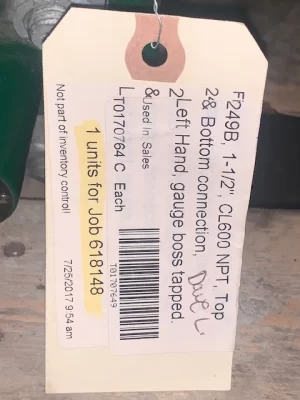 F249B, 1-1/2", CL600 NPT, Top
2& Bottom connection,
Dave L.
2Left Hand, gauge boss tapped.
&Used In Sales
LT0170764 C Each
T01707649
1 units for Job 618148
Not part of inventory control!
7/25/2017 9:54 am